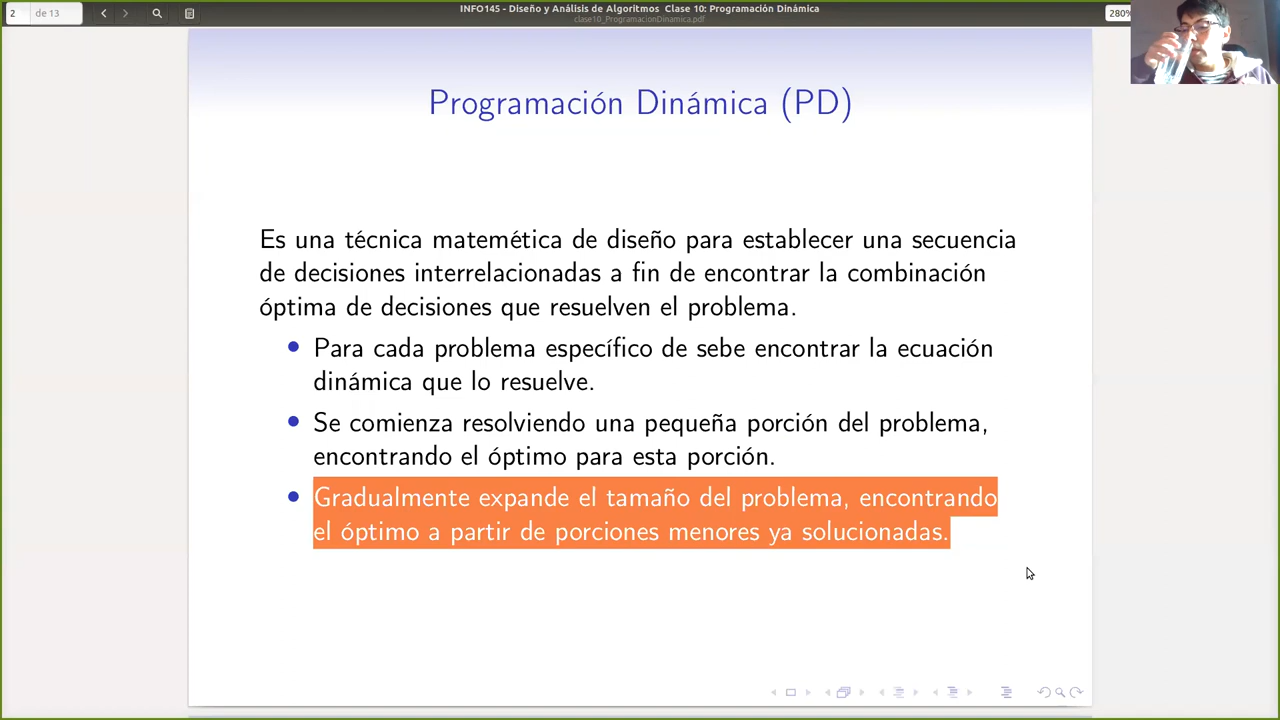 INFO145 - Diseño y Análisis de Algoritmos Clase 10: Programación Dinámica
clase10_ProgramacionDinamica.pdf
2 de 13
280%
Programación Dinámica (PD)
Es una técnica matemética de diseño para establecer una secuencia
de decisiones interrelacionadas a fin de encontrar la combinación
óptima de decisiones que resuelven el problema.
Para cada problema específico de sebe encontrar la ecuación
dinámica que lo resuelve.
Se comienza resolviendo una pequeña porción del problema,
encontrando el óptimo para esta porción.
Gradualmente expande el tamaño del problema, encontrando
el óptimo a partir de porciones menores ya solucionadas.